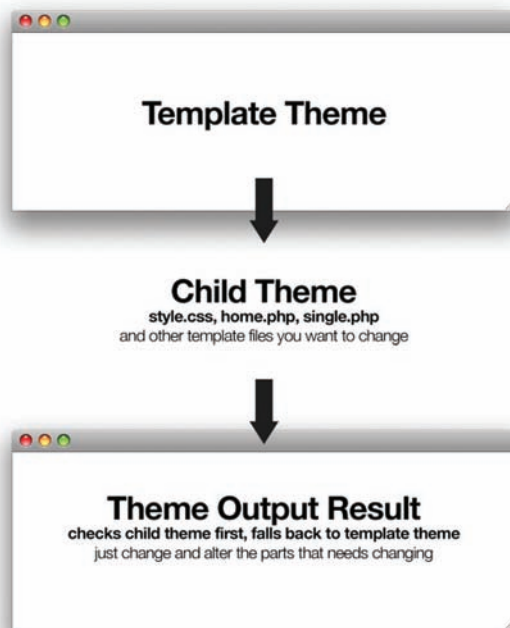 Template Theme
Child Theme
style.css, home.php, single.php
and other template files you want to change
Theme Output Result
checks child theme first, falls back to template theme
just change and alter the parts that needs changing